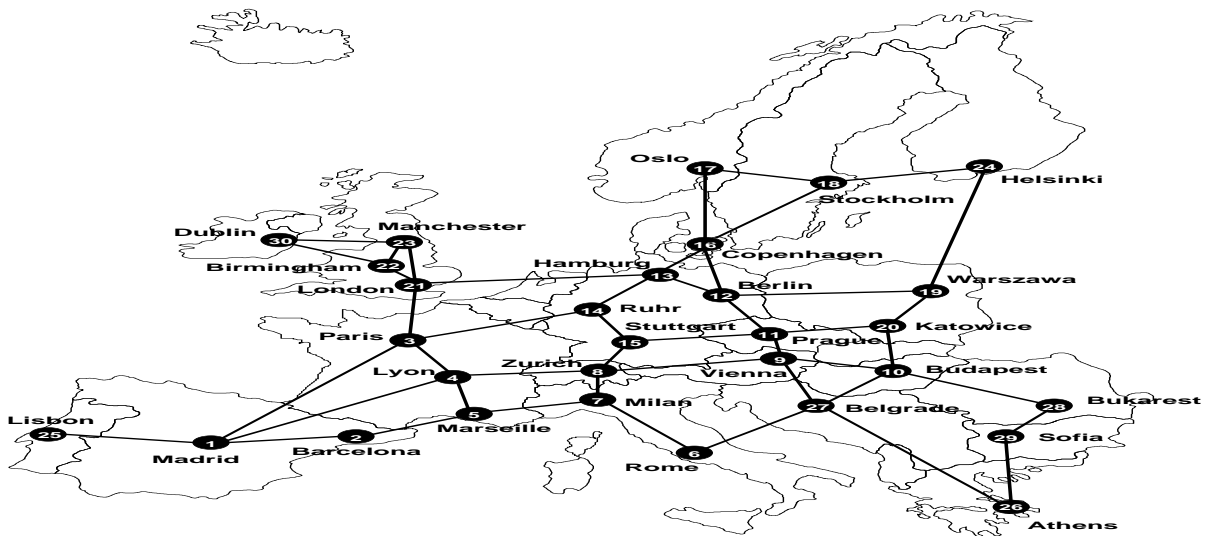 Oslo
17
24
18
Helsinki
Stockholm
Dublin
30
Manchester
23
16
Copenhagen
Birmingham
22
Hamburg
13
London
21
12
Berlin
Warszawa
19
14
Ruhr
Paris
3
Stuttgart
15
11
Prague
20
Katowice
Zurich
8
Vienna
9
Lyon
4
10
Budapest
7
Milan
27
Belgrade
28
Bukarest
Lisbon
25
5
Marseille
1
Madrid
2
Barcelona
29
Sofia
6
Rome
26
Athens